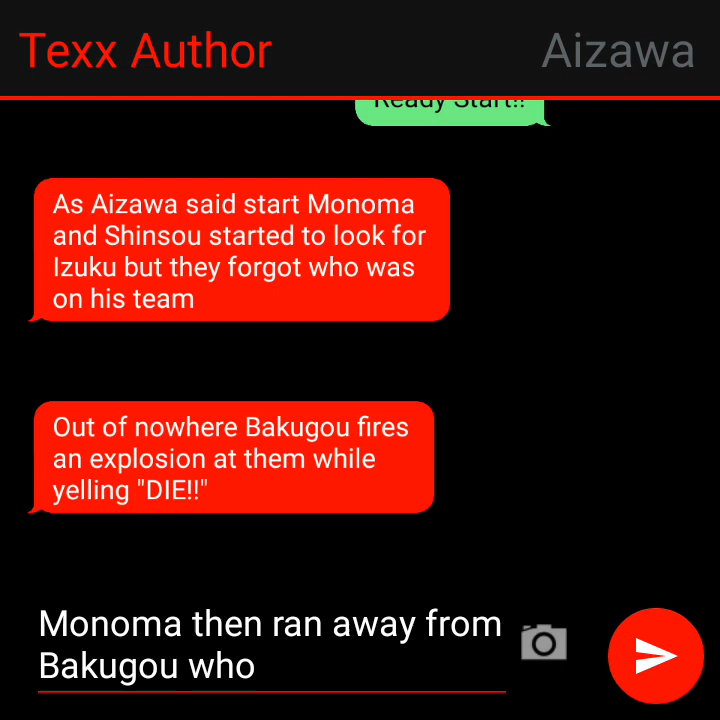 Texx Author
Aizawa
Ready Start!!
As Aizawa said start Monoma
and Shinsou started to look for
Izuku but they forgot who was
on his team
Out of nowhere Bakugou fires
an explosion at them while
yelling "DIE!!"
Monoma then ran away from
Bakugou who